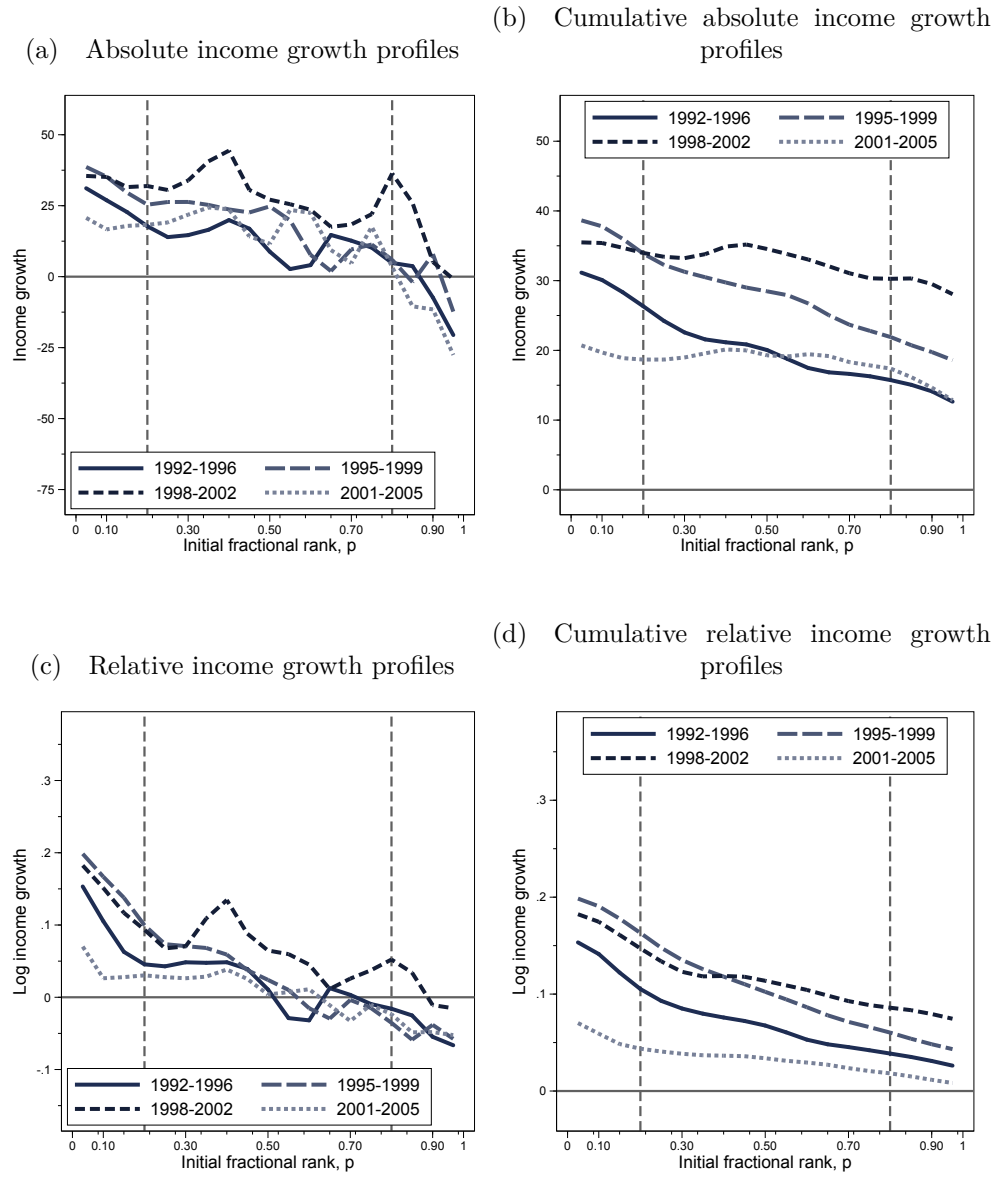 (a) Absolute income growth profiles
50
25
0
-25
-50
-75
Income growth
1992-1996 1995-1999
1998-2002 2001-2005
0 0.10 0.30 0.50 0.70 0.90 1
Initial fractional rank, p
(b) Cumulative absolute income growth
profiles
1992-1996 1995-1999
1998-2002 2001-2005
50
40
30
20
10
0
Income growth
0 0.10 0.30 0.50 0.70 0.90 1
Initial fractional rank, p
(c) Relative income growth profiles
.3
.2
.1
0
-.1
Log income growth
1992-1996 1995-1999
1998-2002 2001-2005
0 0.10 0.30 0.50 0.70 0.90 1
Initial fractional rank, p
(d) Cumulative relative income growth
profiles
1992-1996 1995-1999
1998-2002 2001-2005
.3
.2
.1
0
Log income growth
0 0.10 0.30 0.50 0.70 0.90 1
Initial fractional rank, p